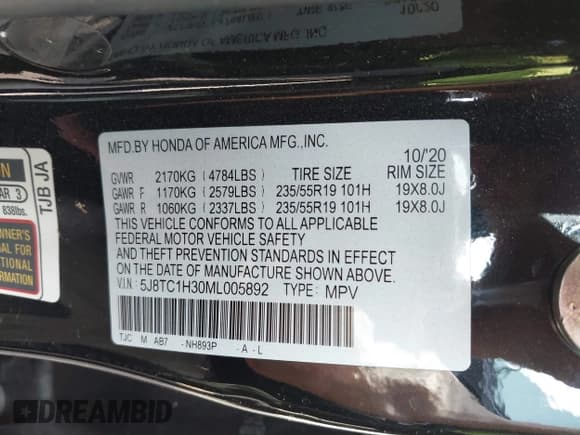 MFD.BY HONDA OF AMERICA MFG.,INC.
10/'20
GVWR 2170KG (4784LBS) TIRE SIZE RIM SIZE
GAWR F 1170KG (2579LBS) 235/55R19 101H 19X8.0J
GAWR R 1060KG (2337LBS) 235/55R19 101H 19X8.0J
THIS VEHICLE CONFORMS TO ALL APPLICABLE
FEDERAL MOTOR VEHICLE SAFETY
AND THEFT PREVENTION STANDARDS IN EFFECT
ON THE DATE OF MANUFACTURE SHOWN ABOVE.
V.I.N: 5J8TC1H30ML005892 TYPE: MPV
TJC M AB7 -NH893P -A -L
TJB JA
AR 3
838lbs.
DREAMBID